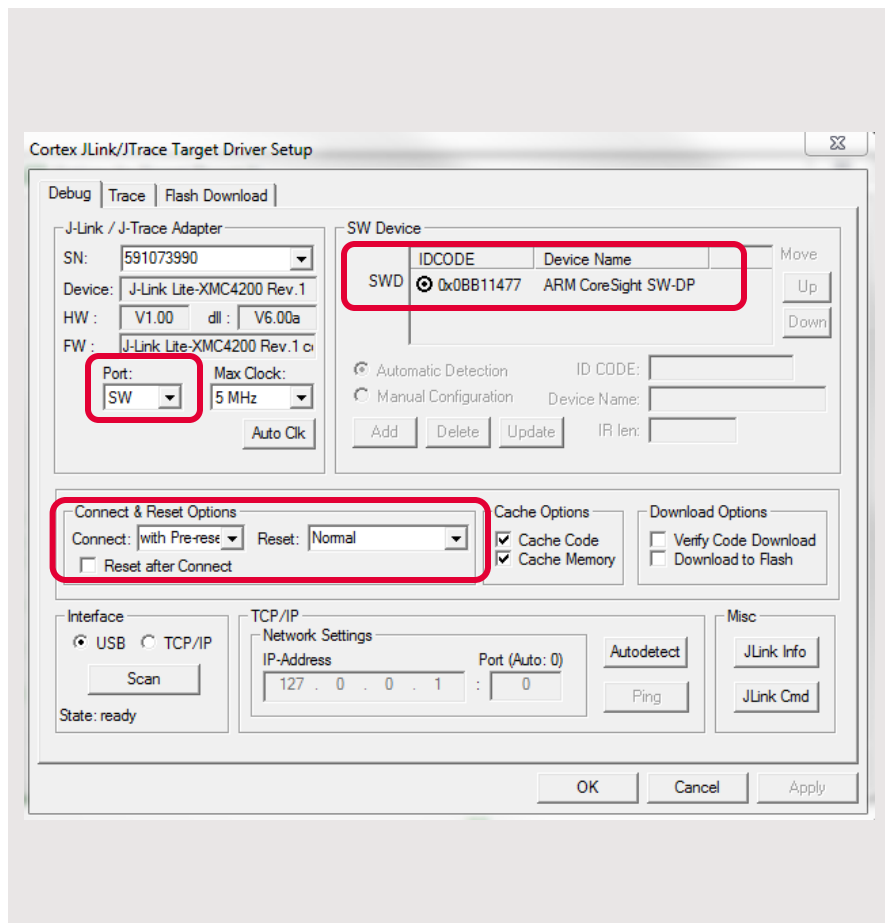 Cortex JLink/JTrace Target Driver Setup
Debug Trace Flash Download
J-Link / J-Trace Adapter
SN: 591073990
Device: J-Link Lite-XMC4200 Rev.1
HW : V1.00 dll : V6.00a
FW : J-Link Lite-XMC4200 Rev.1 co
Port: Max Clock:
SW 5 MHz
Auto Clk
SW Device
IDCODE Device Name Move
SWD 0x0BB11477 ARM CoreSight SW-DP Up
Down
Automatic Detection ID CODE:
Manual Configuration Device Name:
Add Delete Update IR len:
Connect & Reset Options
Connect: with Pre-rese Reset: Normal
Reset after Connect
Cache Options
Cache Code
Cache Memory
Download Options
Verify Code Download
Download to Flash
Interface
USB TCP/IP
Scan
State: ready
TCP/IP
Network Settings
IP-Address Port (Auto: 0)
127 . 0 . 0 . 1 : 0
Autodetect
Ping
Misc
JLink Info
JLink Cmd
OK Cancel Apply